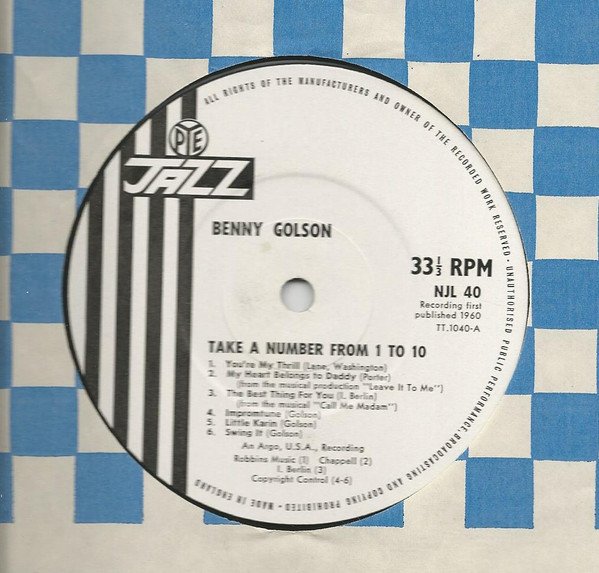 ALL RIGHTS OF THE MANUFACTURERS AND OWNER OF THE RECORDED WORK RESERVED · UNAUTHORISED PUBLIC PERFORMANCE, BROADCASTING AND COPYING PROHIBITED · MADE IN ENGLAND
PYE
JAZZ
BENNY GOLSON
33⅓ RPM
NJL 40
Recording first
published 1960
TT.1040-A
TAKE A NUMBER FROM 1 TO 10
1. You're My Thrill (Lane, Washington)
2. My Heart Belongs to Daddy (Porter)
(from the musical production "Leave It To Me")
3. The Best Thing For You (I. Berlin)
(from the musical "Call Me Madam")
4. Impromtune (Golson)
5. Little Karin (Golson)
6. Swing It (Golson)
An Argo, U.S.A., Recording
Robbins Music (1) Chappell (2)
I. Berlin (3)
Copyright Control (4-6)